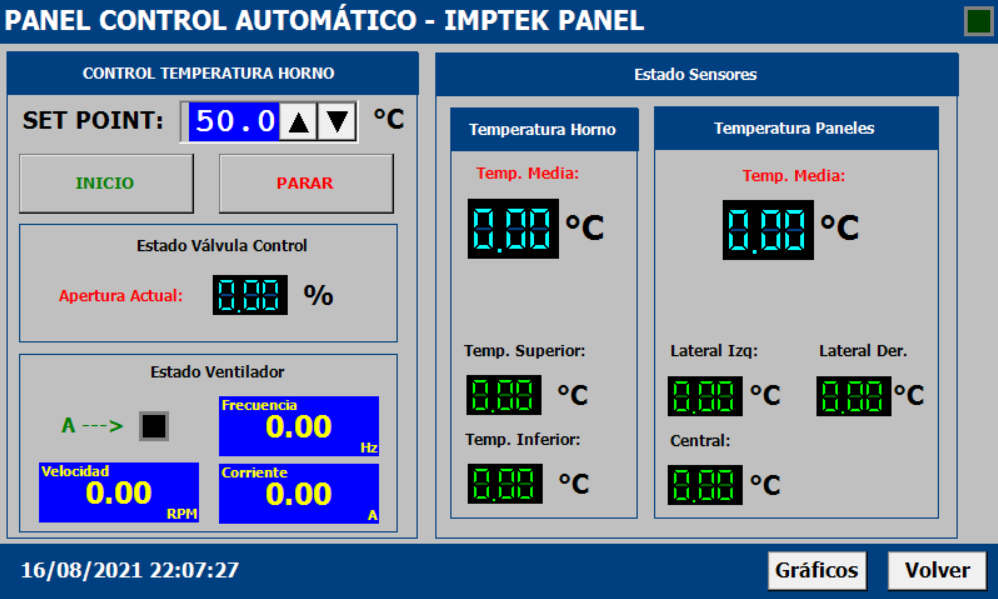 PANEL CONTROL AUTOMÁTICO - IMPTEK PANEL
CONTROL TEMPERATURA HORNO
SET POINT: 50.0 ▲ ▼ °C
INICIO PARAR
Estado Válvula Control
Apertura Actual: 0.00 %
Estado Ventilador
A --->
Frecuencia
0.00
Hz
Velocidad
0.00
RPM
Corriente
0.00
A
Estado Sensores
Temperatura Horno
Temp. Media:
0.00 °C
Temp. Superior:
0.00 °C
Temp. Inferior:
0.00 °C
Temperatura Paneles
Temp. Media:
0.00 °C
Lateral Izq: Lateral Der.
0.00 °C 0.00 °C
Central:
0.00 °C
16/08/2021 22:07:27
Gráficos Volver